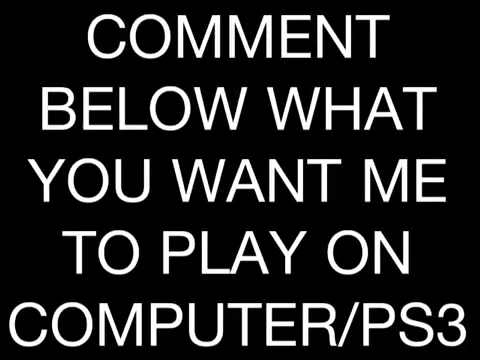 COMMENT
BELOW WHAT
YOU WANT ME
TO PLAY ON
COMPUTER/PS3